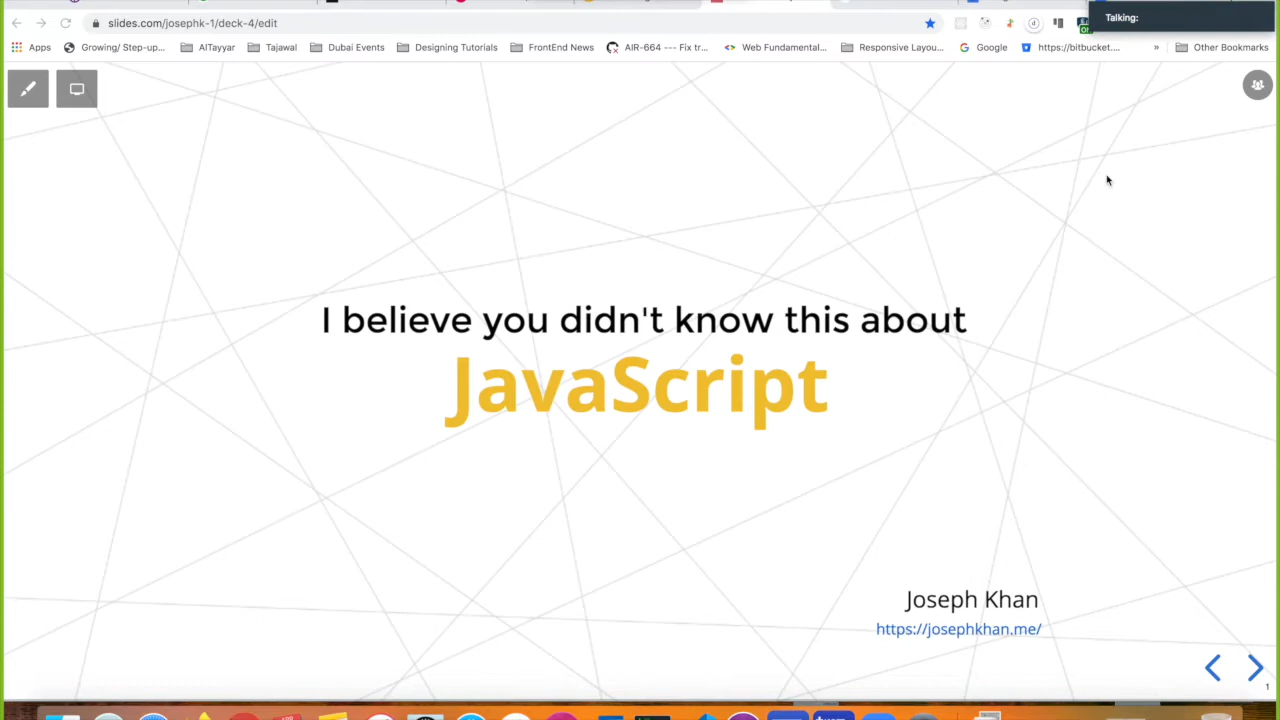 slides.com/josephk-1/deck-4/edit
Talking:
Apps
Growing/ Step-up...
AlTayyar
Tajawal
Dubai Events
Designing Tutorials
FrontEnd News
AIR-664 --- Fix tr...
Web Fundamental...
Responsive Layou...
Google
https://bitbucket....
»
Other Bookmarks
I believe you didn't know this about
JavaScript
Joseph Khan
https://josephkhan.me/
1